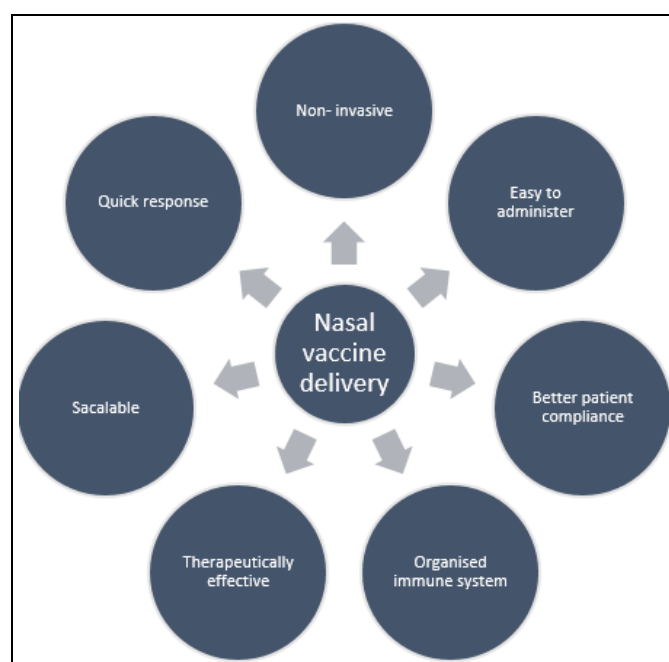 Non- invasive
Easy to
administer
Better patient
compliance
Organised
immune system
Therapeutically
effective
Sacalable
Quick response
Nasal
vaccine
delivery